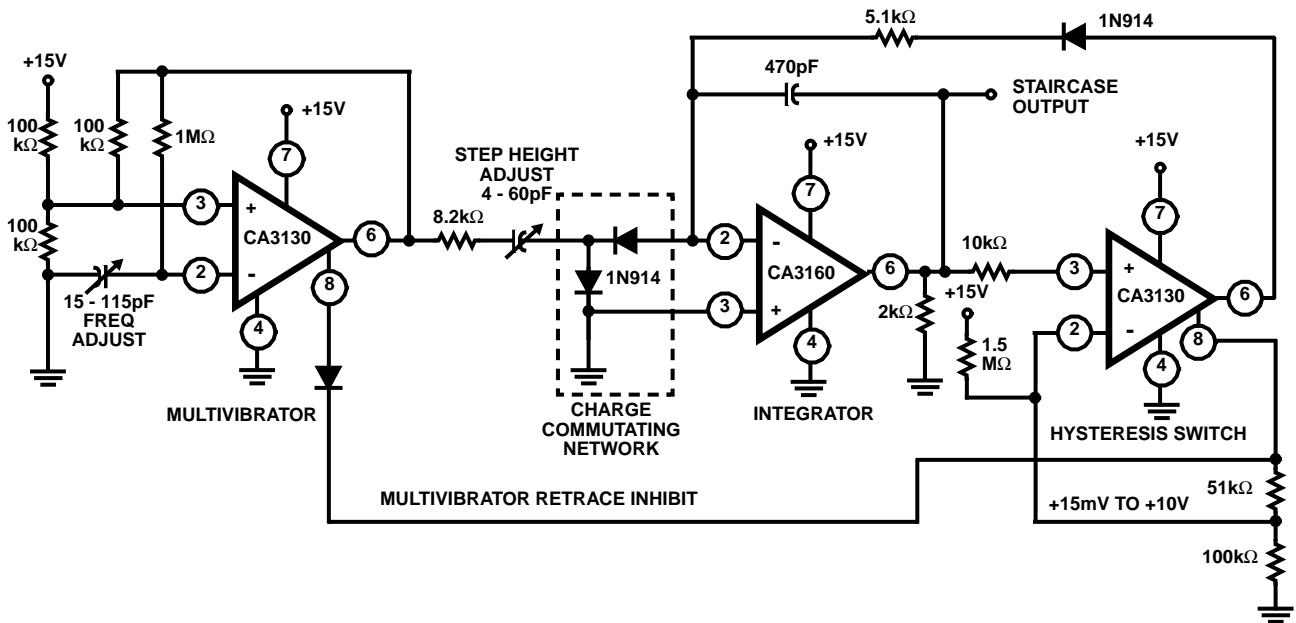 5.1kΩ
1N914
+15V
470pF
STAIRCASE
OUTPUT
100
kΩ
100
kΩ
1MΩ
+15V
7
STEP HEIGHT
ADJUST
4 - 60pF
+15V
7
+15V
7
3
+
CA3130
6
8.2kΩ
2
-
CA3160
6
10kΩ
3
+
CA3130
6
100
kΩ
2
-
8
4
15 - 115pF
FREQ
ADJUST
1N914
3
+
4
2kΩ
+15V
1.5
MΩ
2
-
8
4
MULTIVIBRATOR
CHARGE
COMMUTATING
NETWORK
INTEGRATOR
HYSTERESIS SWITCH
MULTIVIBRATOR RETRACE INHIBIT
+15mV TO +10V
51kΩ
100kΩ